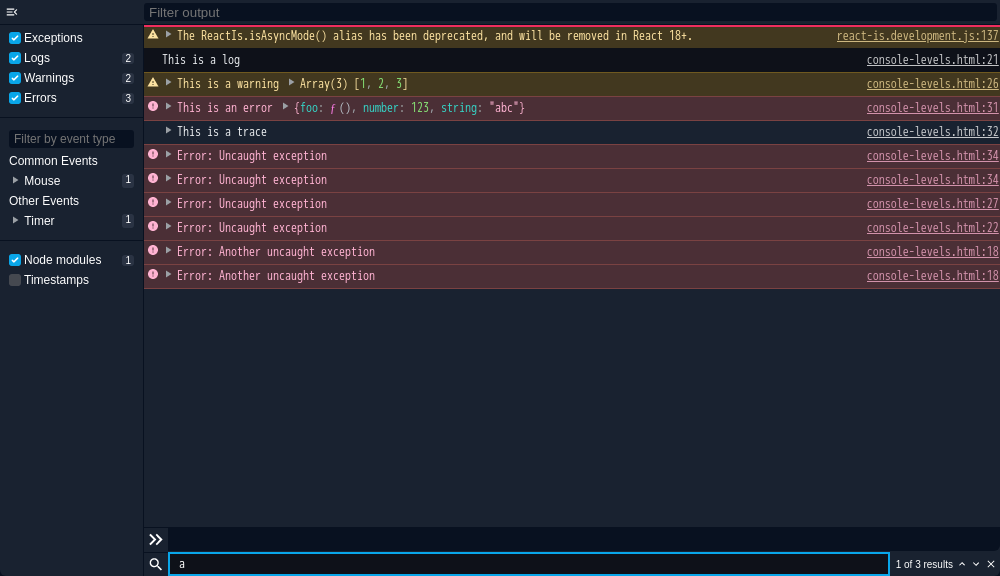 Filter output
Exceptions
Logs 2
Warnings 2
Errors 3
Filter by event type
Common Events
Mouse 1
Other Events
Timer 1
Node modules 1
Timestamps
The ReactIs.isAsyncMode() alias has been deprecated, and will be removed in React 18+. react-is.development.js:137
This is a log console-levels.html:21
This is a warning Array(3) [1, 2, 3] console-levels.html:26
This is an error {foo: ƒ (), number: 123, string: "abc"} console-levels.html:31
This is a trace console-levels.html:32
Error: Uncaught exception console-levels.html:34
Error: Uncaught exception console-levels.html:34
Error: Uncaught exception console-levels.html:27
Error: Uncaught exception console-levels.html:22
Error: Another uncaught exception console-levels.html:18
Error: Another uncaught exception console-levels.html:18
a 1 of 3 results